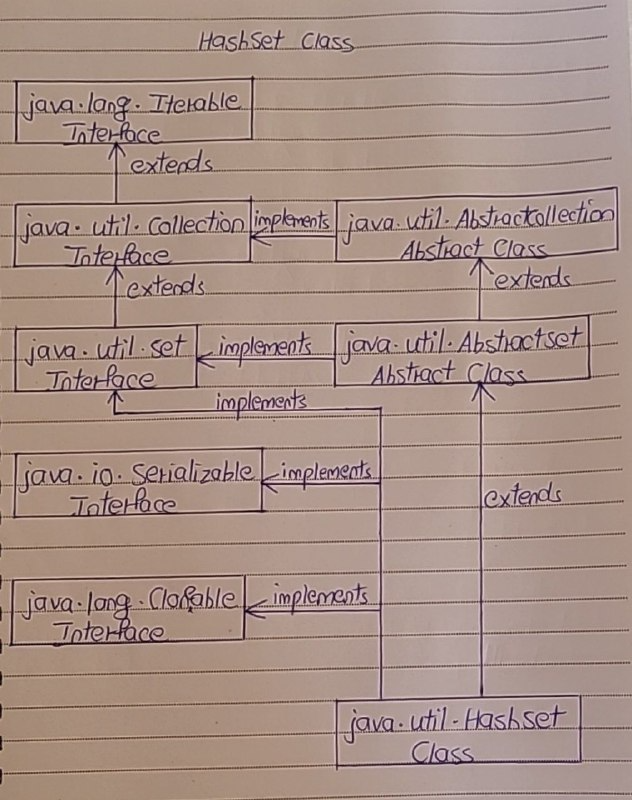 HashSet Class
java.lang.Iterable
Interface
extends
java.util.Collection
Interface
implements
java.util.Abstractcollection
Abstract Class
extends
extends
java.util.set
Interface
implements
java.util.Abstractset
Abstract Class
implements
java.io.Serializable
Interface
implements
extends
java.lang.Clonable
Interface
implements
java.util.Hashset
Class